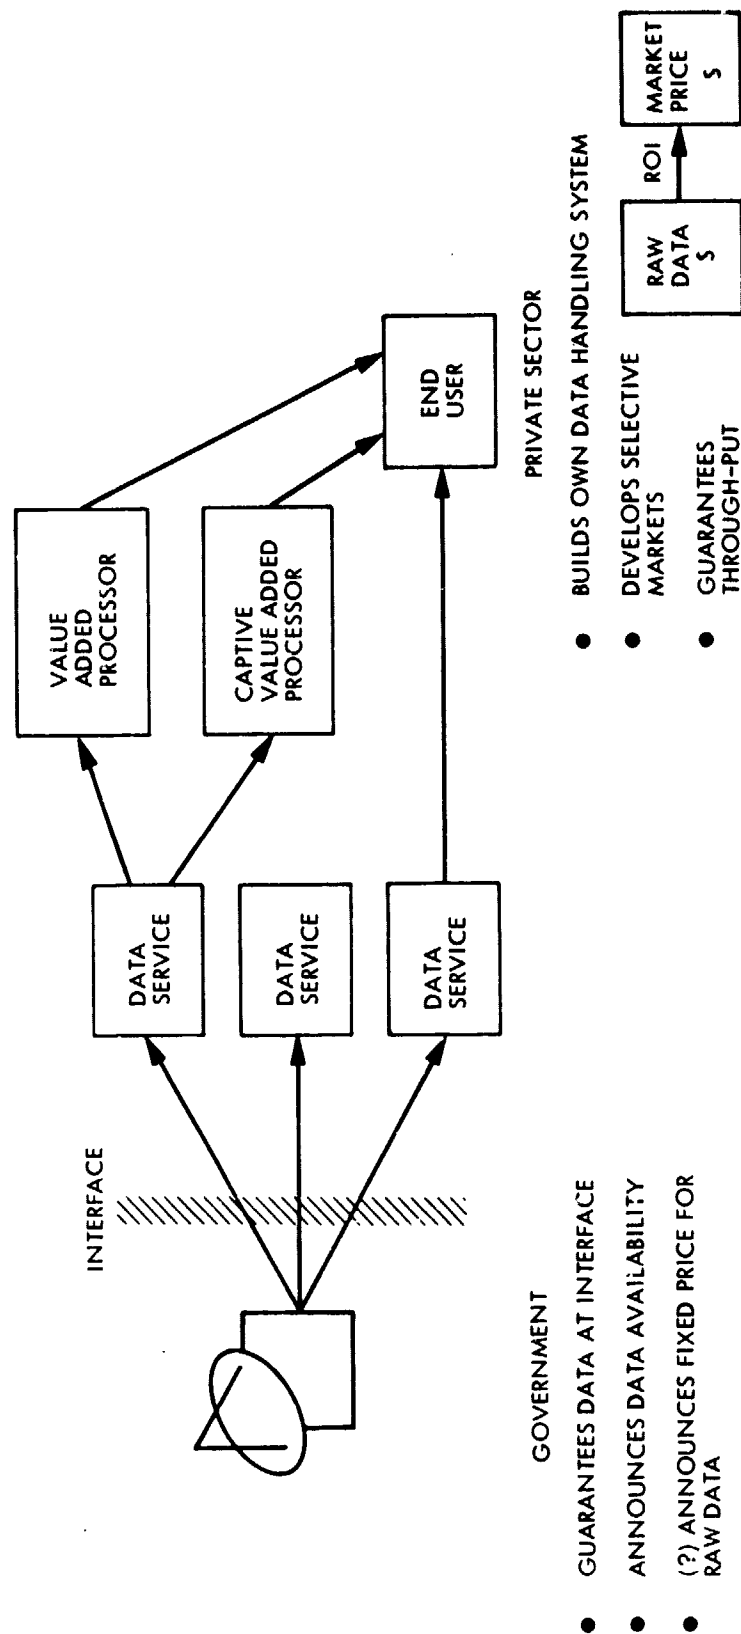 INTERFACE
DATA
SERVICE
DATA
SERVICE
DATA
SERVICE
VALUE
ADDED
PROCESSOR
CAPTIVE
VALUE ADDED
PROCESSOR
END
USER
GOVERNMENT
● GUARANTEES DATA AT INTERFACE
● ANNOUNCES DATA AVAILABILITY
● (?) ANNOUNCES FIXED PRICE FOR
RAW DATA
PRIVATE SECTOR
● BUILDS OWN DATA HANDLING SYSTEM
● DEVELOPS SELECTIVE
MARKETS
● GUARANTEES
THROUGH-PUT
RAW
DATA
$
ROI
MARKET
PRICE
$